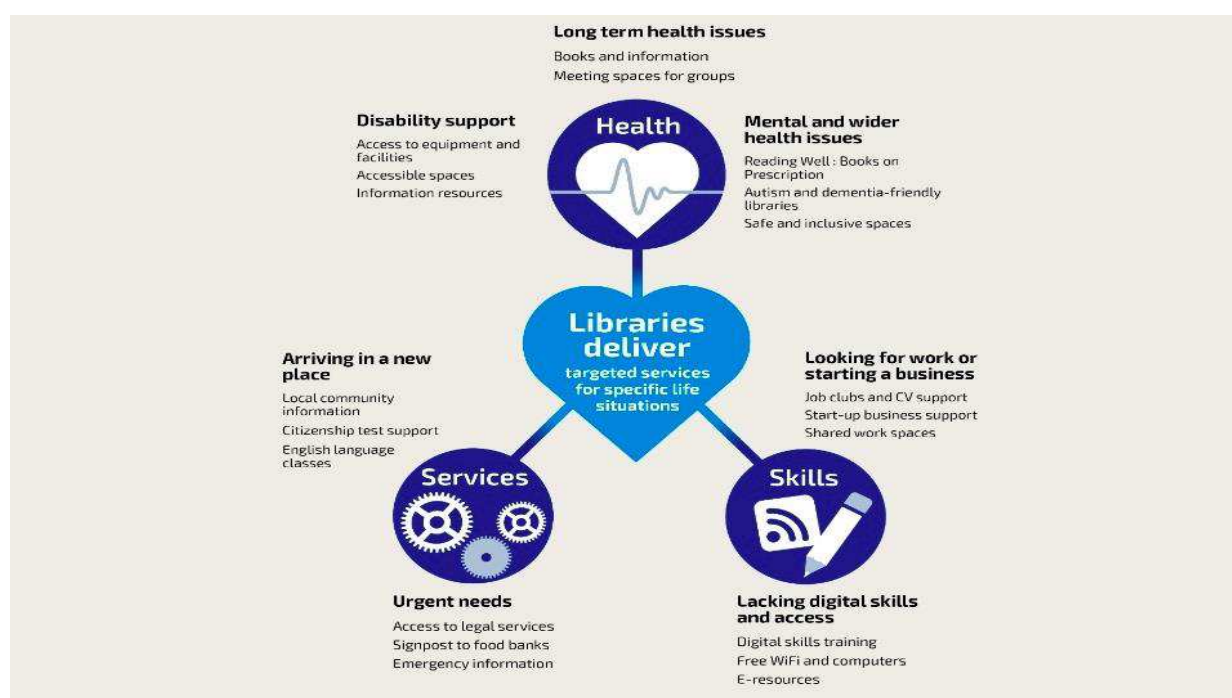 Long term health issues
Books and information
Meeting spaces for groups
Health
Disability support
Access to equipment and
facilities
Accessible spaces
Information resources
Mental and wider
health issues
Reading Well : Books on
Prescription
Autism and dementia-friendly
libraries
Safe and inclusive spaces
Libraries
deliver
targeted services
for specific life
situations
Arriving in a new
place
Local community
information
Citizenship test support
English language
classes
Services
Urgent needs
Access to legal services
Signpost to food banks
Emergency information
Looking for work or
starting a business
Job clubs and CV support
Start-up business support
Shared work spaces
Skills
Lacking digital skills
and access
Digital skills training
Free WiFi and computers
E-resources